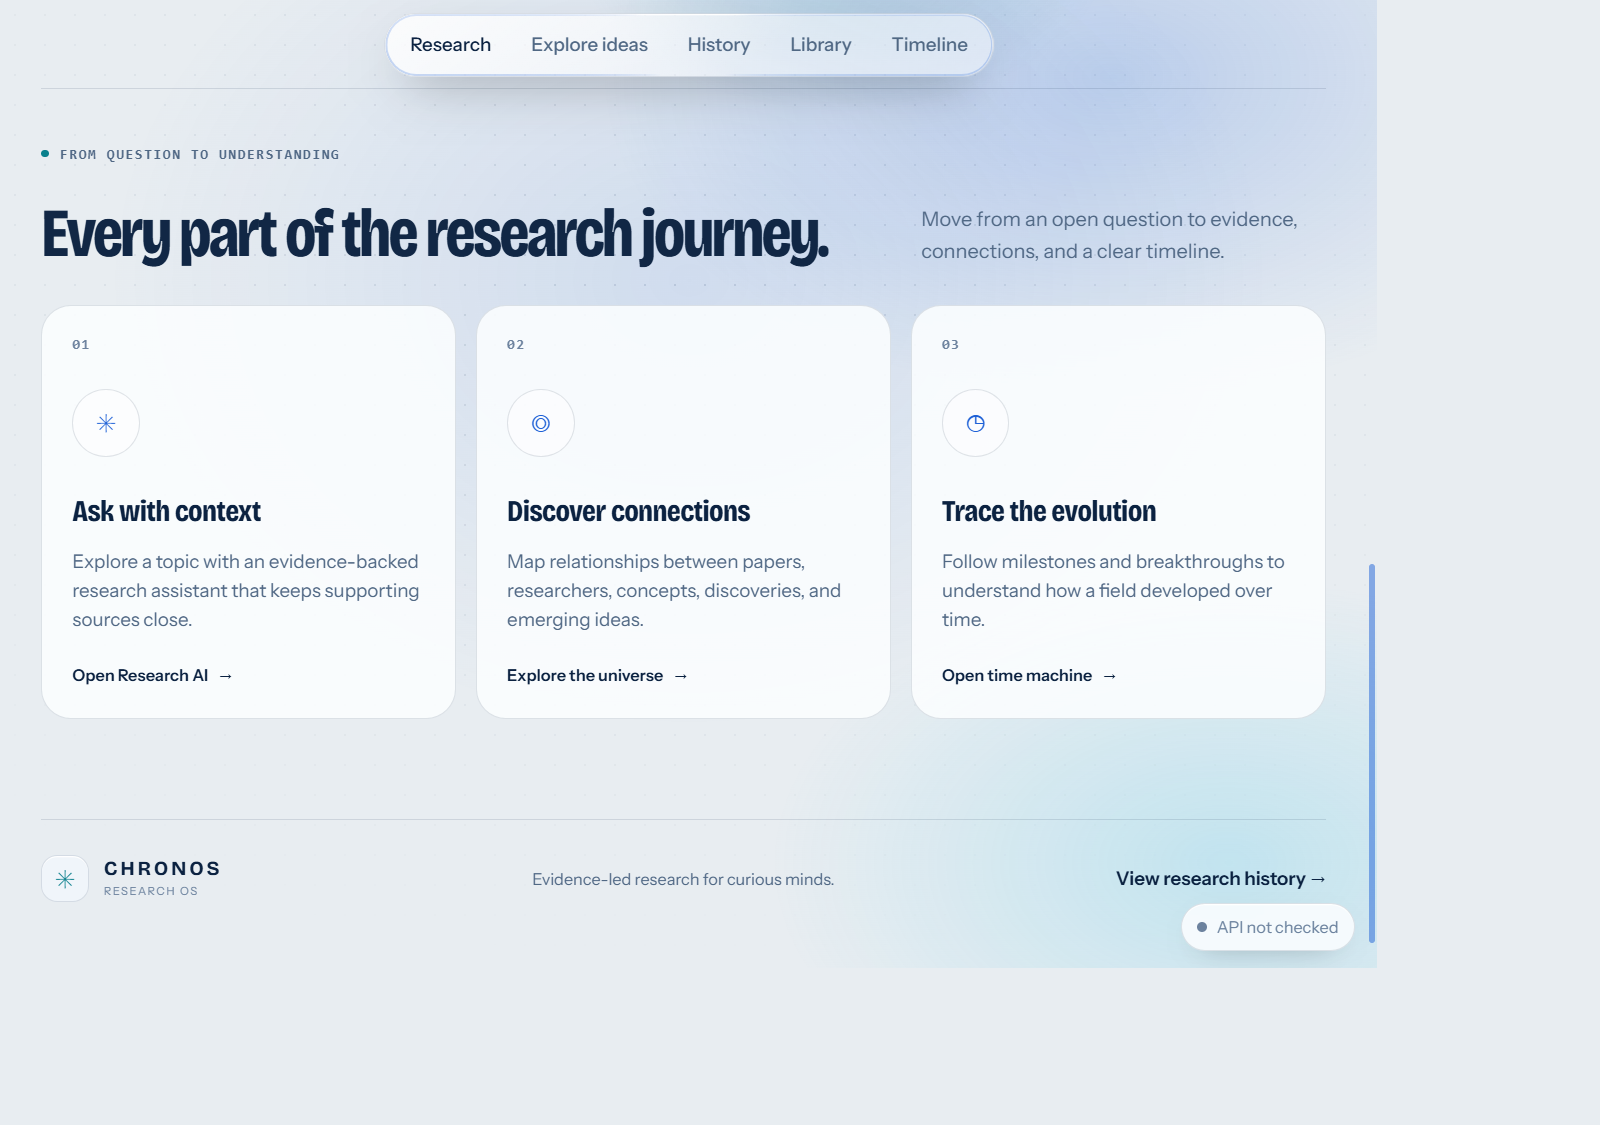 Research Explore ideas History Library Timeline
FROM QUESTION TO UNDERSTANDING
Every part of the research journey.
Move from an open question to evidence,
connections, and a clear timeline.
01
Ask with context
Explore a topic with an evidence-backed
research assistant that keeps supporting
sources close.
Open Research AI →
02
Discover connections
Map relationships between papers,
researchers, concepts, discoveries, and
emerging ideas.
Explore the universe →
03
Trace the evolution
Follow milestones and breakthroughs to
understand how a field developed over
time.
Open time machine →
CHRONOS
RESEARCH OS
Evidence-led research for curious minds.
View research history →
API not checked